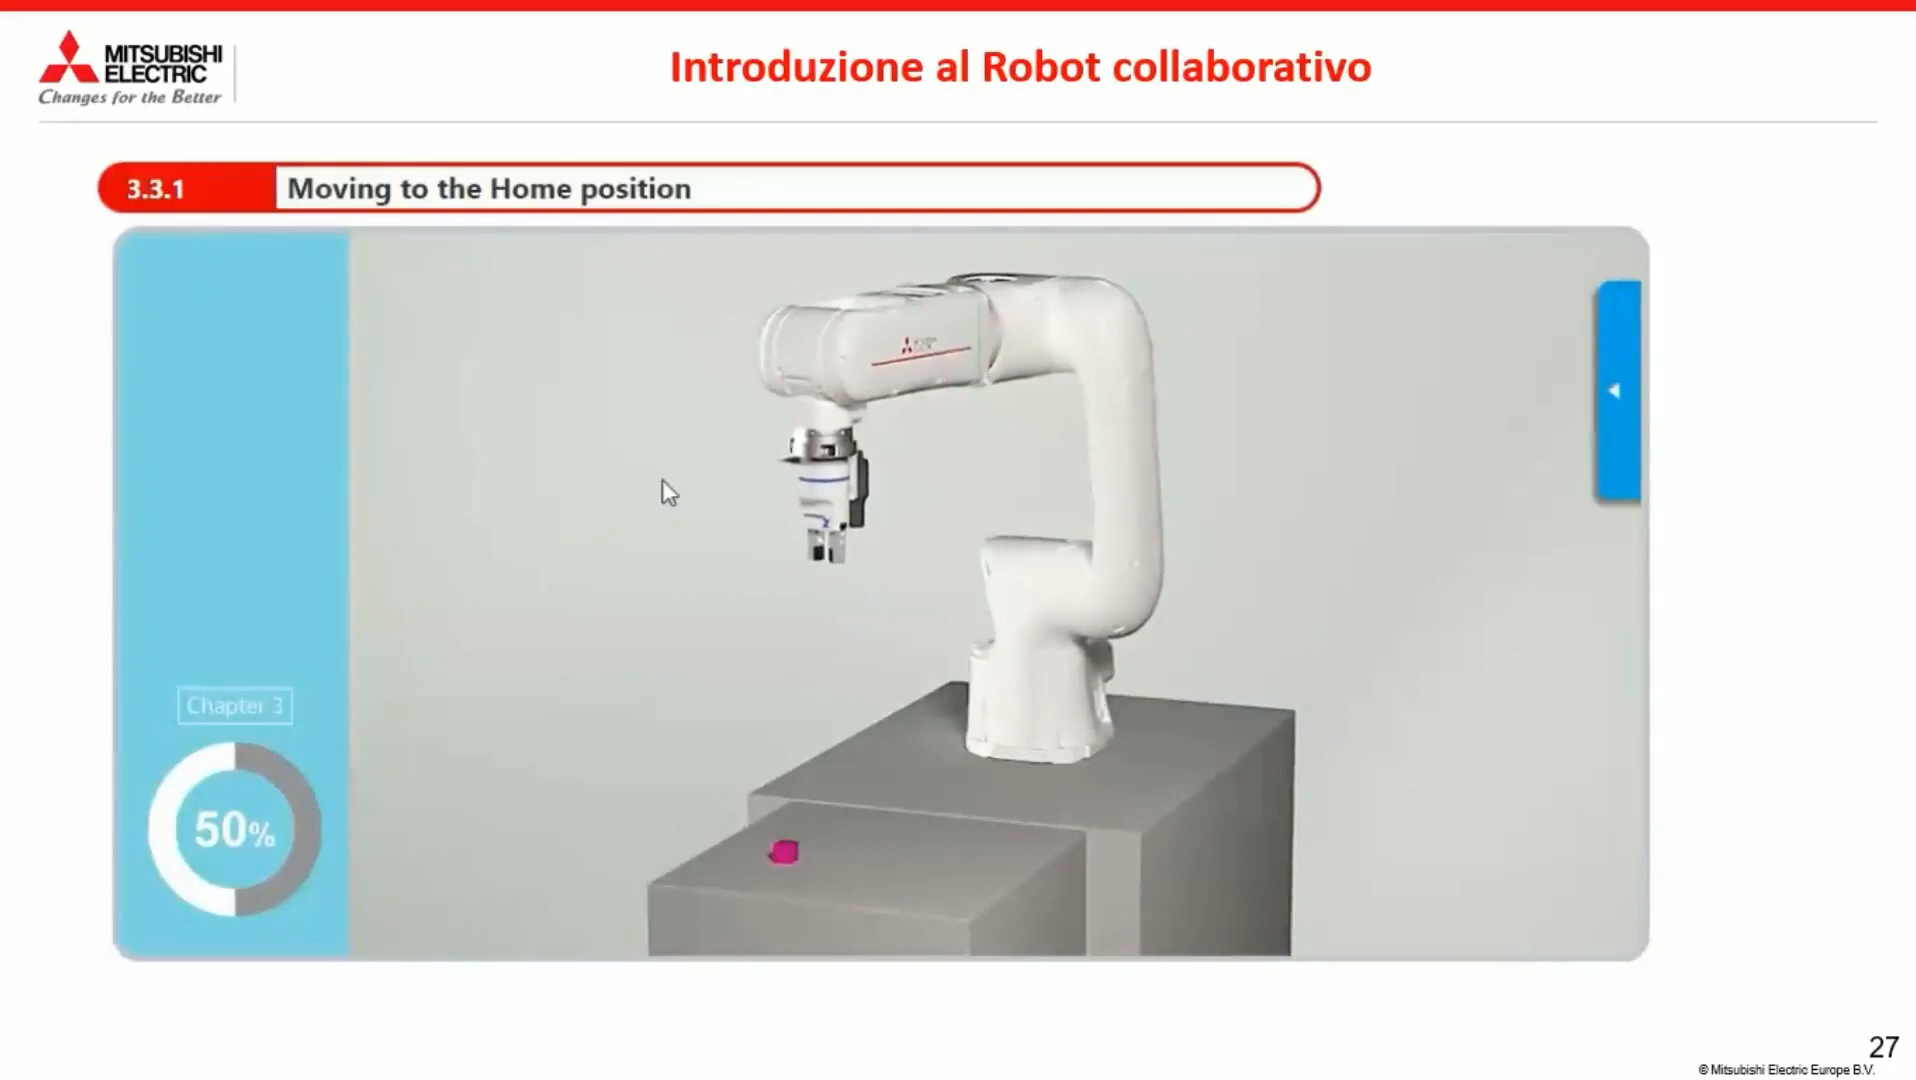 MITSUBISHI
ELECTRIC
Changes for the Better
Introduzione al Robot collaborativo
3.3.1 Moving to the Home position
Chapter 3
50%
27
© Mitsubishi Electric Europe B.V.